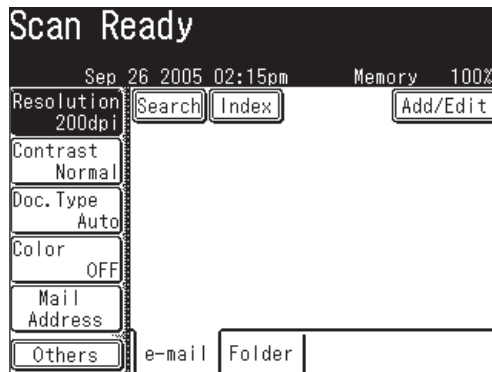 Scan Ready
Sep 26 2005 02:15pm Memory 100%
Resolution Search Index Add/Edit
200dpi
Contrast
Normal
Doc.Type
Auto
Color
OFF
Mail
Address
Others e-mail Folder